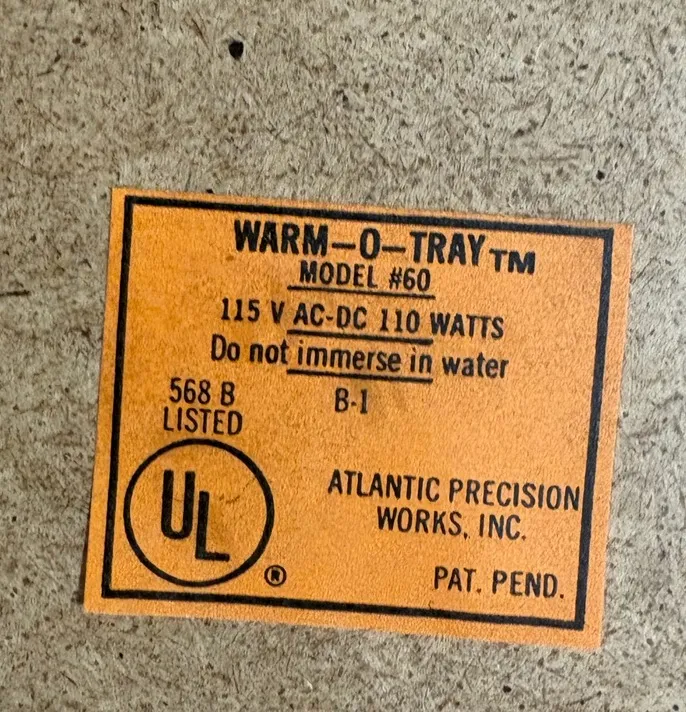 WARM-O-TRAY™
MODEL #60
115 V AC-DC 110 WATTS
Do not immerse in water
568 B
LISTED
B-1
UL
®
ATLANTIC PRECISION
WORKS, INC.
PAT. PEND.